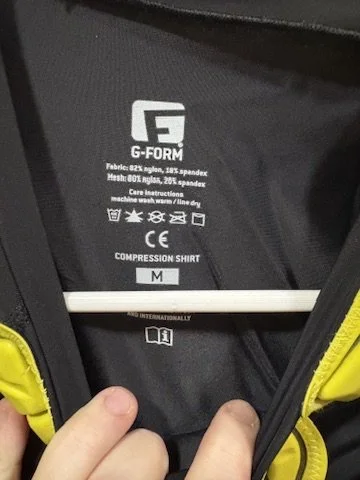 G-FORM
Fabric: 82% nylon, 18% spandex
Mesh: 80% nylon, 20% spandex
Care Instructions
machine wash warm / line dry
CE
COMPRESSION SHIRT
M
AND INTERNATIONALLY